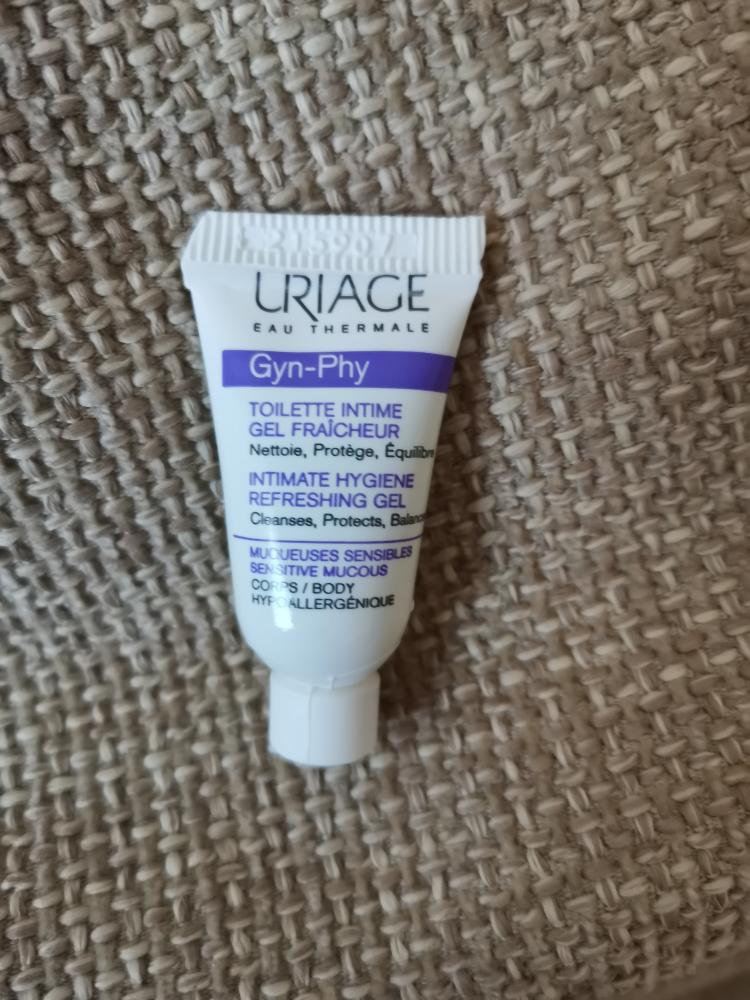 215907
URIAGE
EAU THERMALE
Gyn-Phy
TOILETTE INTIME
GEL FRAÎCHEUR
Nettoie, Protège, Équilibre
INTIMATE HYGIENE
REFRESHING GEL
Cleanses, Protects,
MUQUEUSES SENSIBLES
SENSITIVE MUCOUS
CORPS / BODY
HYPOALLERGÉNIQUE